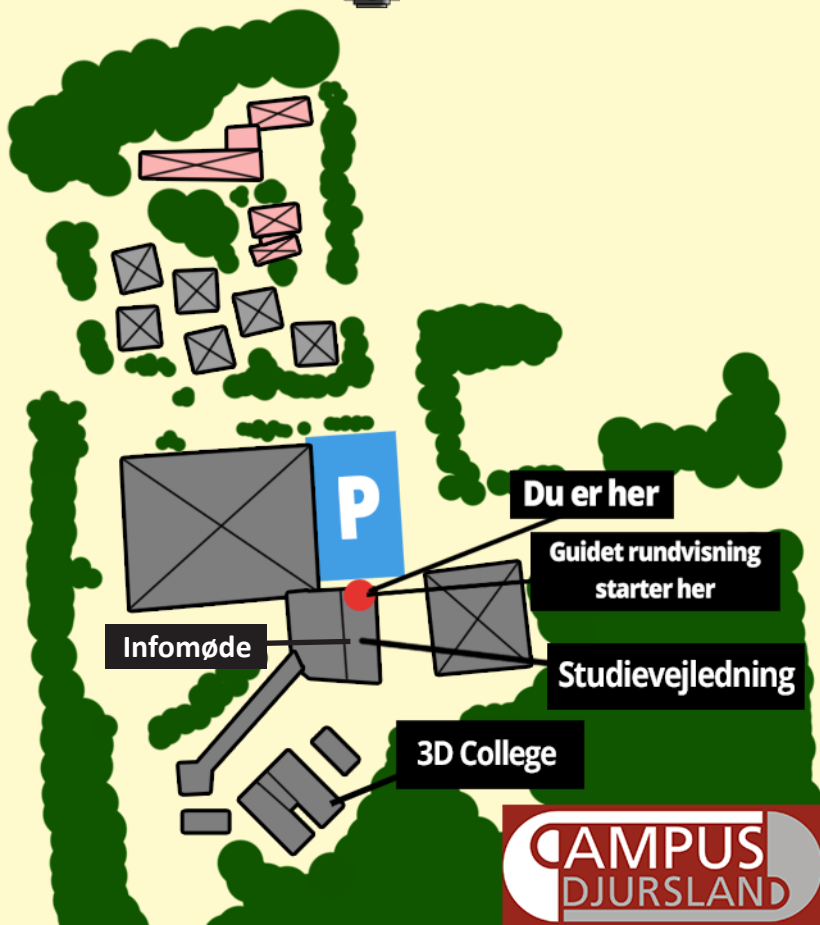 P
Du er her
Guidet rundvisning
starter her
Infomøde
Studievejledning
3D College
CAMPUS
DJURSLAND